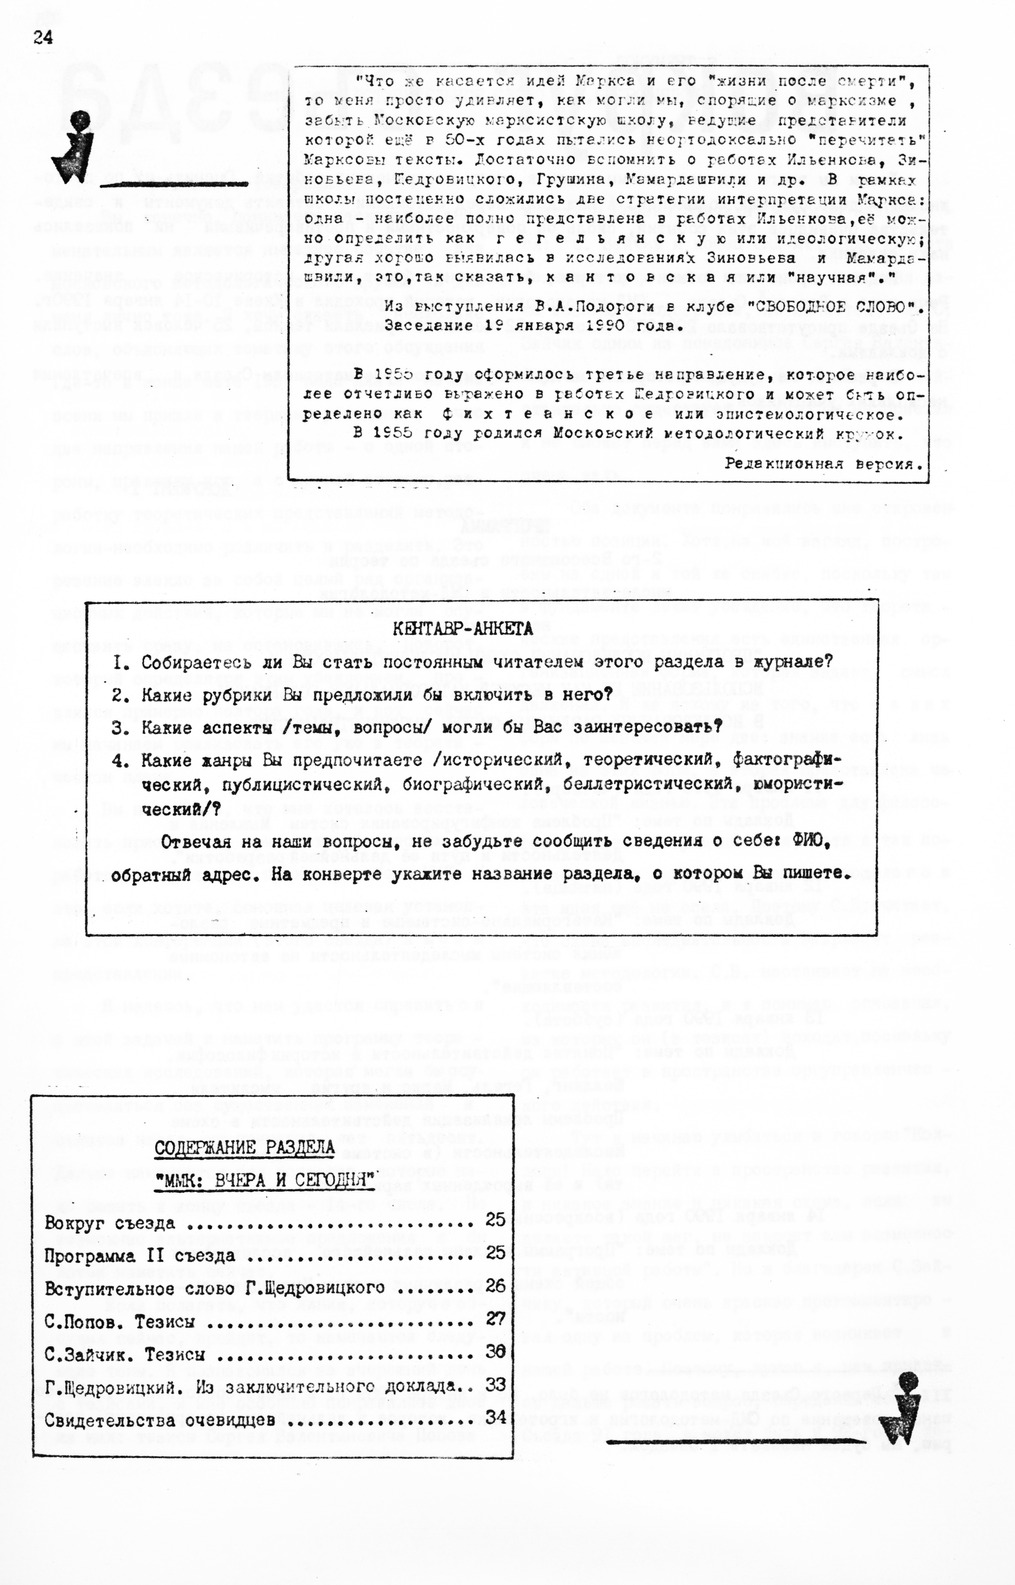 24
"Что же касается идей Маркса и его "жизни после смерти",
то меня просто удивляет, как могли мы, спорящие о марксизме ,
забыть Московскую марксистскую школу, ведущие представители
которой ещё в 50-х годах пытались неортодоксально "перечитать"
Марксовы тексты. Достаточно вспомнить о работах Ильенкова, Зи-
новьева, Щедровицкого, Грушина, Мамардашвили и др. В рамках
школы постепенно сложились две стратегии интерпретации Маркса:
одна - наиболее полно представлена в работах Ильенкова,её мож-
но определить как г е г е л ь я н с к у ю или идеологическую;
другая хорошо выявилась в исследованиях Зиновьева и Мамарда-
швили, это,так сказать, к а н т о в с к а я или "научная"."
Из выступления В.А.Подороги в клубе "СВОБОДНОЕ СЛОВО".
Заседание 19 января 1990 года.
В 1955 году оформилось третье направление, которое наибо-
лее отчетливо выражено в работах Щедровицкого и может быть оп-
ределено как ф и х т е а н с к о е или эпистемологическое.
В 1955 году родился Московский методологический кружок.
Редакционная версия.
КЕНТАВР-АНКЕТА
1. Собираетесь ли Вы стать постоянным читателем этого раздела в журнале?
2. Какие рубрики Вы предложили бы включить в него?
3. Какие аспекты /темы, вопросы/ могли бы Вас заинтересовать?
4. Какие жанры Вы предпочитаете /исторический, теоретический, фактографи-
ческий, публицистический, биографический, беллетристический, юмористи-
ческий/?
Отвечая на наши вопросы, не забудьте сообщить сведения о себе: ФИО,
обратный адрес. На конверте укажите название раздела, о котором Вы пишете.
СОДЕРЖАНИЕ РАЗДЕЛА
"ММК: ВЧЕРА И СЕГОДНЯ"
Вокруг съезда ............................ 25
Программа II съезда ...................... 25
Вступительное слово Г.Щедровицкого ........ 26
С.Попов. Тезисы .......................... 27
С.Зайчик. Тезисы ......................... 30
Г.Щедровицкий. Из заключительного доклада.. 33
Свидетельства очевидцев ................... 34